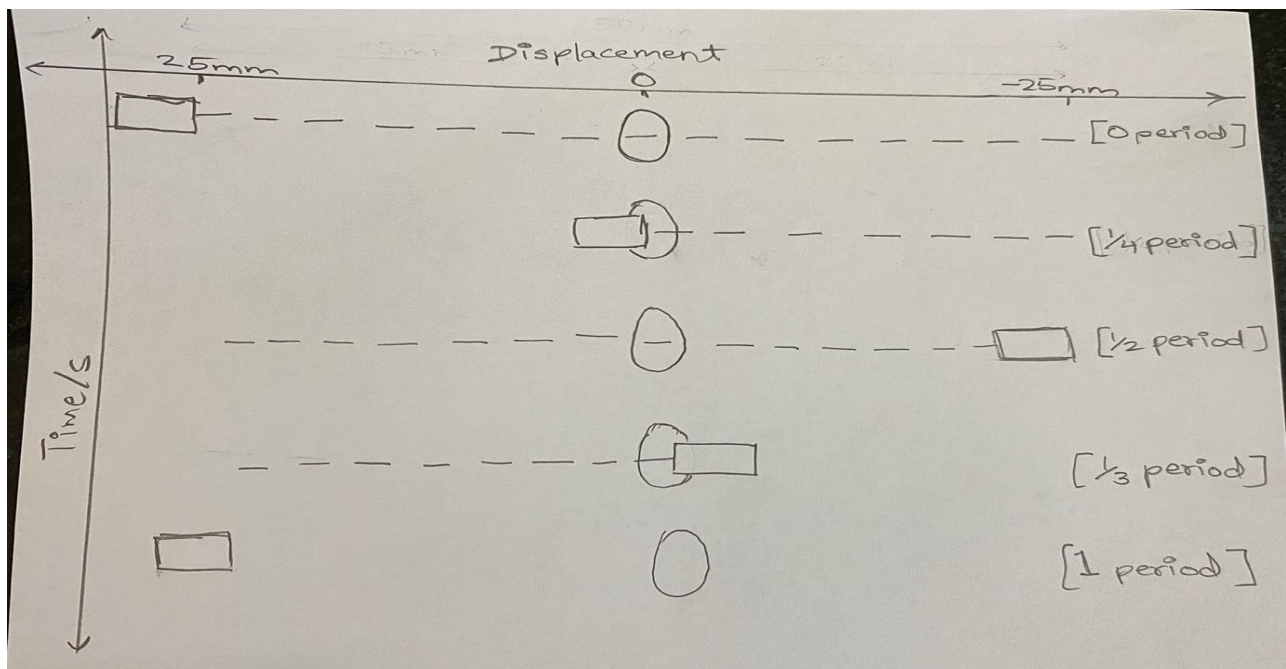 Displacement
25mm
0
-25mm
[0 period]
[1/4 period]
[1/2 period]
Time/s
[1/3 period]
[1 period]